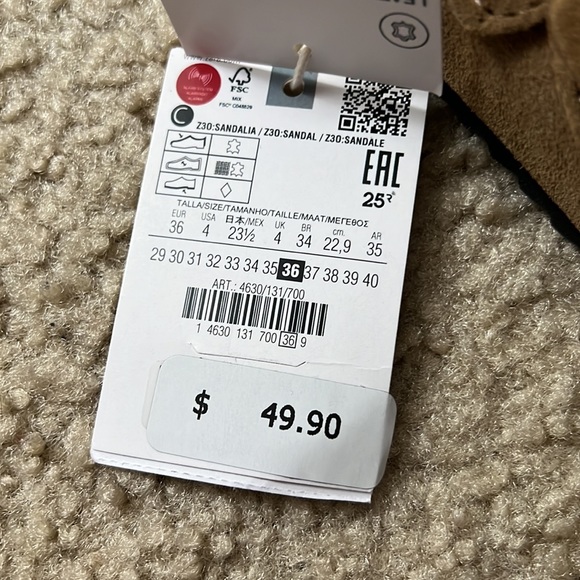 FSC
MIX
Z30:SANDALIA / Z30:SANDAL / Z30:SANDALE
EAC
25
TALLA/SIZE/TAMANHO/TAILLE/MAAT/ΜΕΓΕΘΟΣ
EUR USA 日本/MEX UK BR cm. AR
36 4 23½ 4 34 22,9 35
29 30 31 32 33 34 35 36 37 38 39 40
ART.: 4630/131/700
1 4630 131 700 36 9
$ 49.90